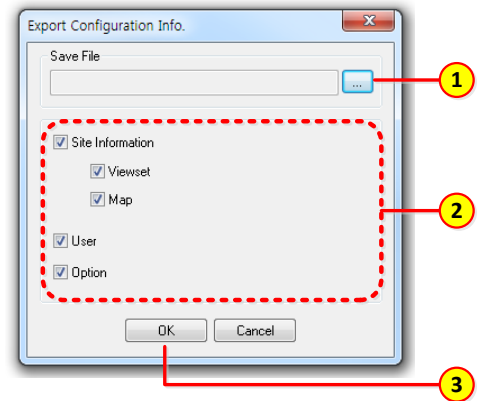 Export Configuration Info.
x
Save File
...
1
Site Information
Viewset
Map
2
User
Option
OK Cancel
3